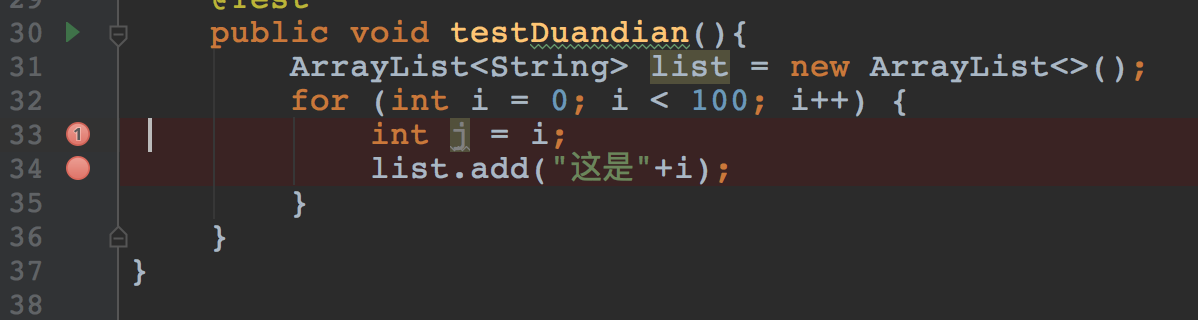 29 @Test
30 public void testDuandian(){
31 ArrayList<String> list = new ArrayList<>();
32 for (int i = 0; i < 100; i++) {
33 1 int j = i;
34 list.add("这是"+i);
35 }
36 }
37 }
38